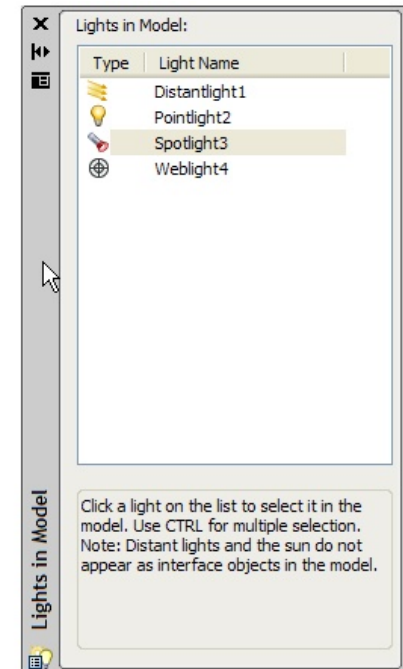 Lights in Model:
Type Light Name
Distantlight1
Pointlight2
Spotlight3
Weblight4
Click a light on the list to select it in the
model. Use CTRL for multiple selection.
Note: Distant lights and the sun do not
appear as interface objects in the model.
Lights in Model